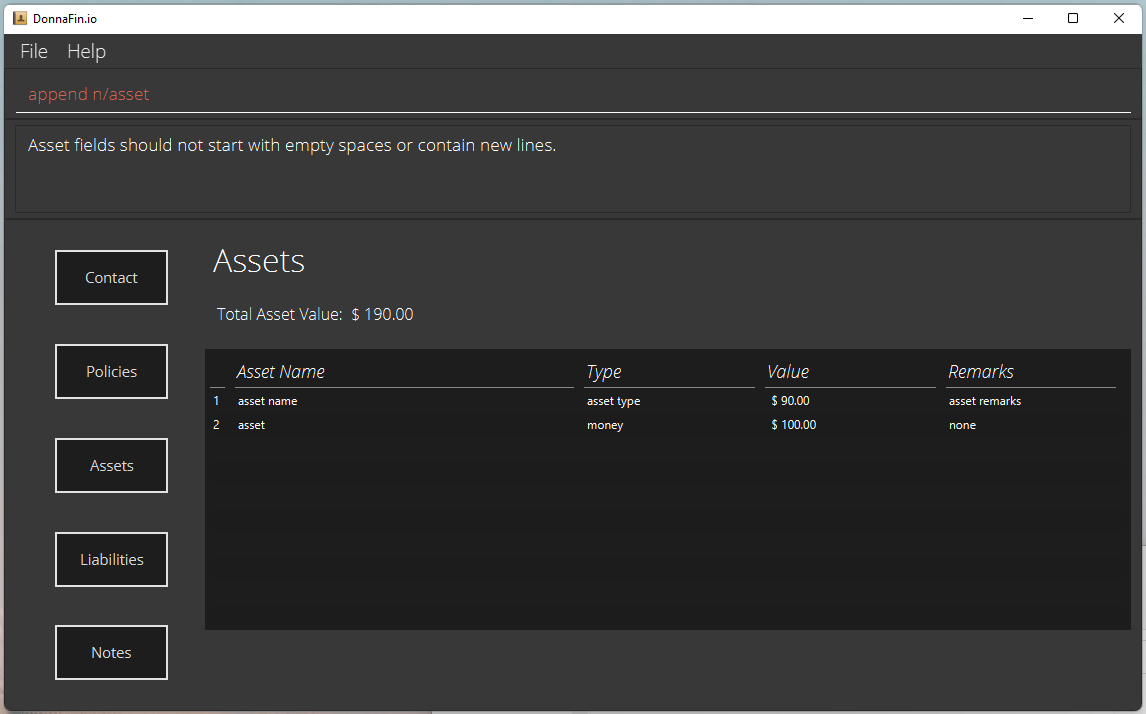 DonnaFin.io
File Help
append n/asset
Asset fields should not start with empty spaces or contain new lines.
Contact
Policies
Assets
Liabilities
Notes
Assets
Total Asset Value: $ 190.00
Asset Name Type Value Remarks
1 asset name asset type $ 90.00 asset remarks
2 asset money $ 100.00 none